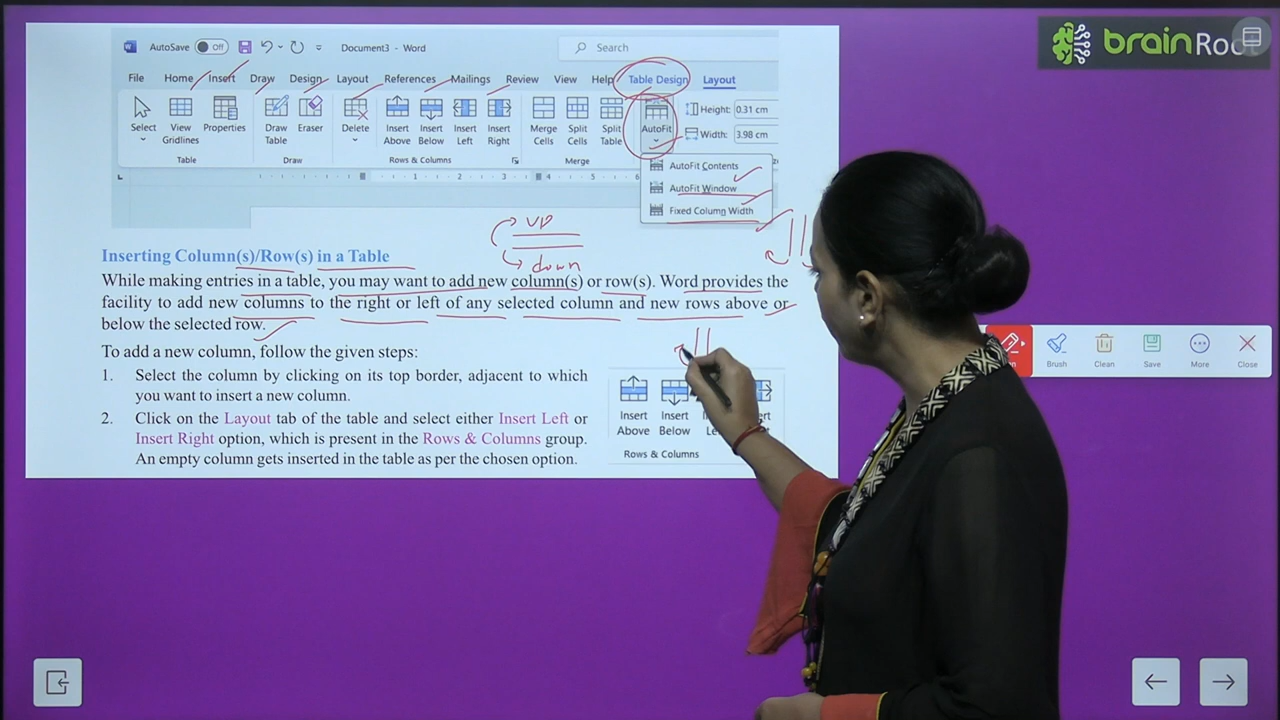 AutoSave Off Document3 - Word Search
File Home Insert Draw Design Layout References Mailings Review View Help Table Design Layout
Select View Gridlines Properties Draw Table Eraser Delete Insert Above Insert Below Insert Left Insert Right Merge Cells Split Cells Split Table AutoFit Height: 0.31 cm
Width: 3.98 cm
Table Draw Rows & Columns Merge
AutoFit Contents
AutoFit Window
Fixed Column Width
1 2 3 4 5 6
up
down
Inserting Column(s)/Row(s) in a Table
While making entries in a table, you may want to add new column(s) or row(s). Word provides the
facility to add new columns to the right or left of any selected column and new rows above or
below the selected row.
To add a new column, follow the given steps:
1. Select the column by clicking on its top border, adjacent to which
you want to insert a new column.
2. Click on the Layout tab of the table and select either Insert Left or
Insert Right option, which is present in the Rows & Columns group.
An empty column gets inserted in the table as per the chosen option.
Insert Above Insert Below
Rows & Columns
brain
Brush Clean Save More Close